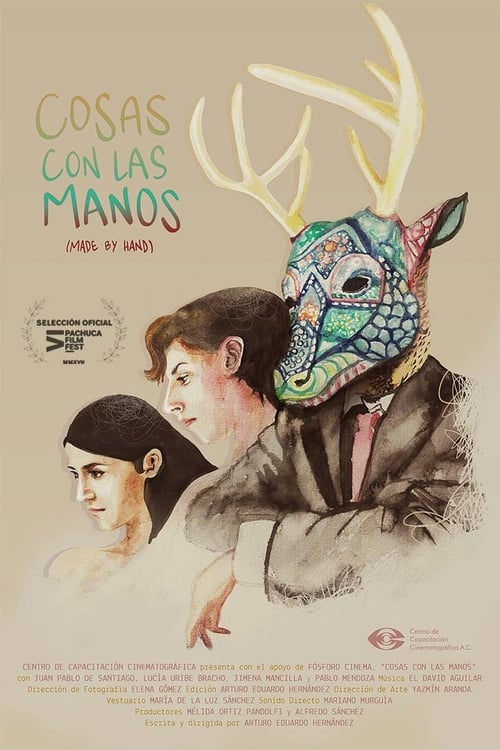 COSAS
CON LAS
MANOS
(MADE BY HAND)
SELECCIÓN OFICIAL
PACHUCA
FILM
FEST
MMXVII
Centro de
Capacitación
Cinematográfica, A.C.
CENTRO DE CAPACITACIÓN CINEMATOGRÁFICA presenta con el apoyo de FÓSFORO CINEMA, "COSAS CON LAS MANOS"
con JUAN PABLO DE SANTIAGO, LUCÍA URIBE BRACHO, JIMENA MANCILLA y PABLO MENDOZA Música EL DAVID AGUILAR
Dirección de Fotografía ELENA GÓMEZ Edición ARTURO EDUARDO HERNÁNDEZ Dirección de Arte YAZMÍN ARANDA
Vestuario MARÍA DE LA LUZ SÁNCHEZ Sonido Directo MARIANO MURGUÍA
Productores MÉLIDA ORTIZ PANDOLFI y ALFREDO SÁNCHEZ
Escrita y dirigida por ARTURO EDUARDO HERNÁNDEZ